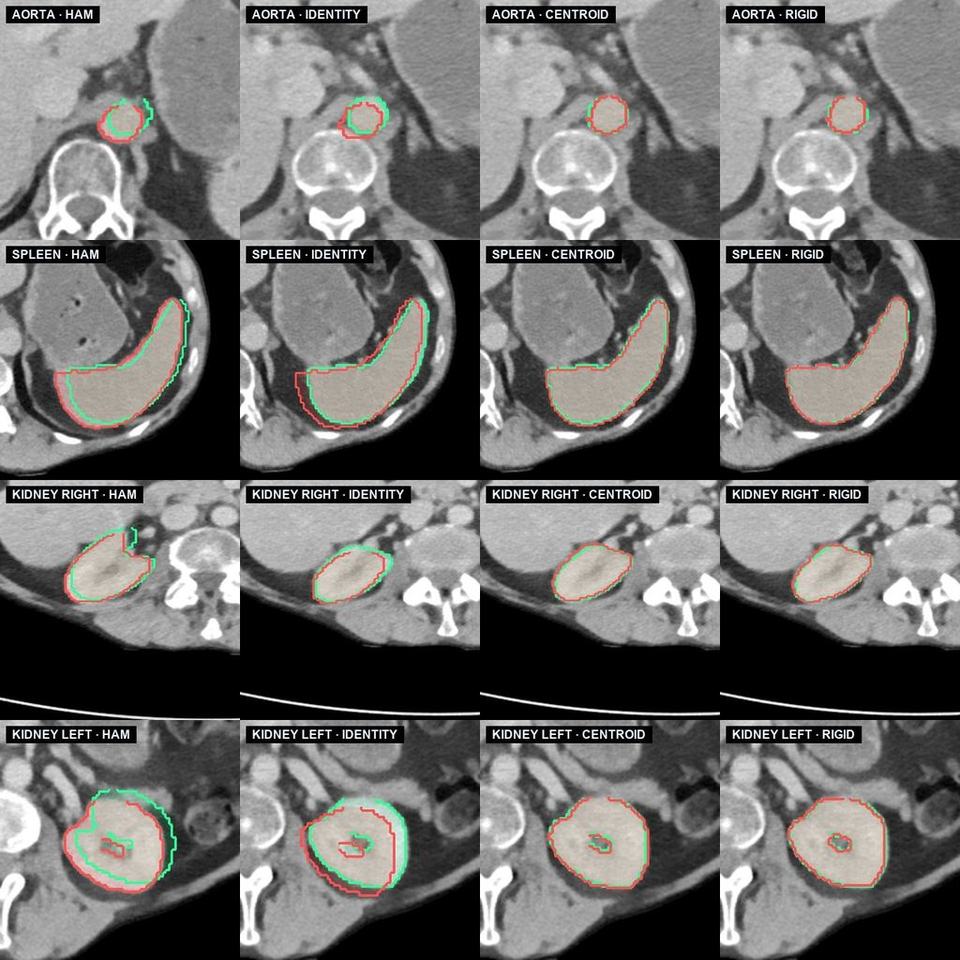 AORTA · HAM
AORTA · IDENTITY
AORTA · CENTROID
AORTA · RIGID
SPLEEN · HAM
SPLEEN · IDENTITY
SPLEEN · CENTROID
SPLEEN · RIGID
KIDNEY RIGHT · HAM
KIDNEY RIGHT · IDENTITY
KIDNEY RIGHT · CENTROID
KIDNEY RIGHT · RIGID
KIDNEY LEFT · HAM
KIDNEY LEFT · IDENTITY
KIDNEY LEFT · CENTROID
KIDNEY LEFT · RIGID